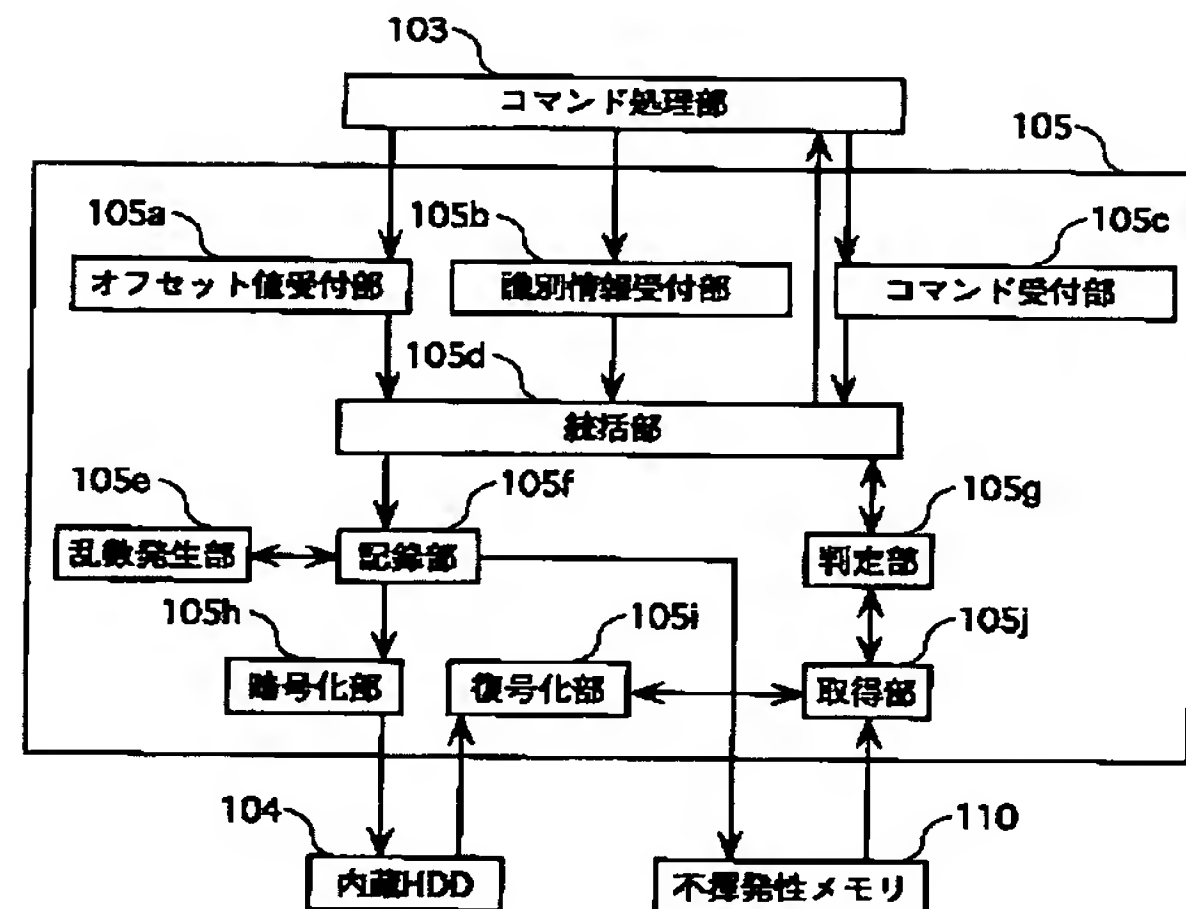 103
コマンド処理部
105
105a
105b
105c
オフセット値受付部
識別情報受付部
コマンド受付部
105d
統括部
105e
105f
105g
乱数発生部
記録部
判定部
105h
105i
105j
暗号化部
復号化部
取得部
104
110
内蔵HDD
不揮発性メモリ